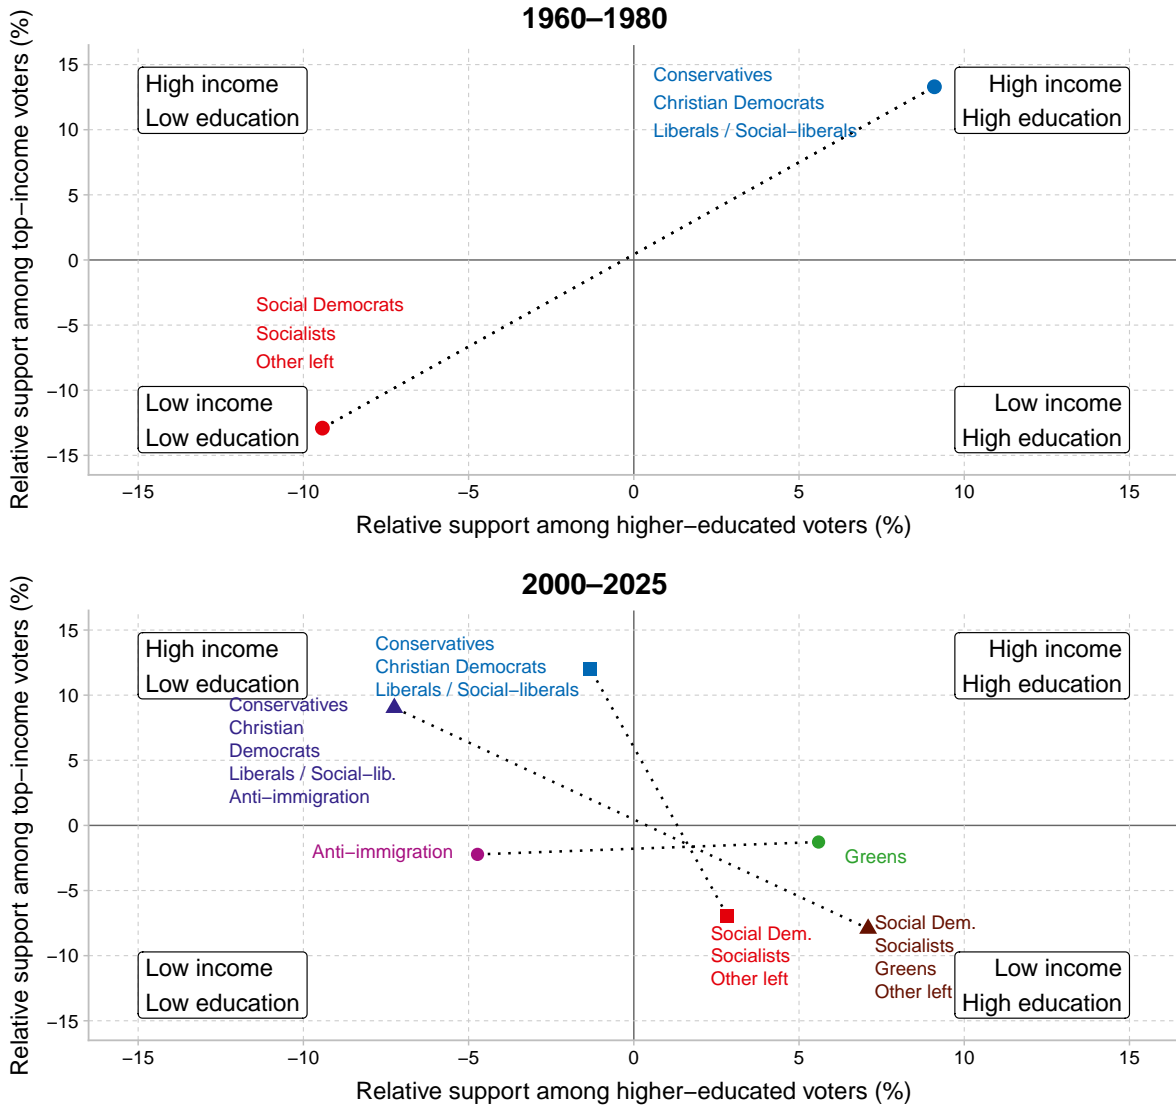 1960–1980
Relative support among top−income voters (%)
15
10
5
0
−5
−10
−15
High income
Low education
Conservatives
Christian Democrats
Liberals / Social−liberals
High income
High education
Social Democrats
Socialists
Other left
Low income
Low education
Low income
High education
−15
−10
−5
0
5
10
15
Relative support among higher−educated voters (%)
2000–2025
Relative support among top−income voters (%)
15
10
5
0
−5
−10
−15
High income
Low education
Conservatives
Christian Democrats
Liberals / Social−liberals
High income
High education
Conservatives
Christian
Democrats
Liberals / Social−lib.
Anti−immigration
Anti−immigration
Greens
Social Dem.
Socialists
Other left
Social Dem.
Socialists
Greens
Other left
Low income
Low education
Low income
High education
−15
−10
−5
0
5
10
15
Relative support among higher−educated voters (%)